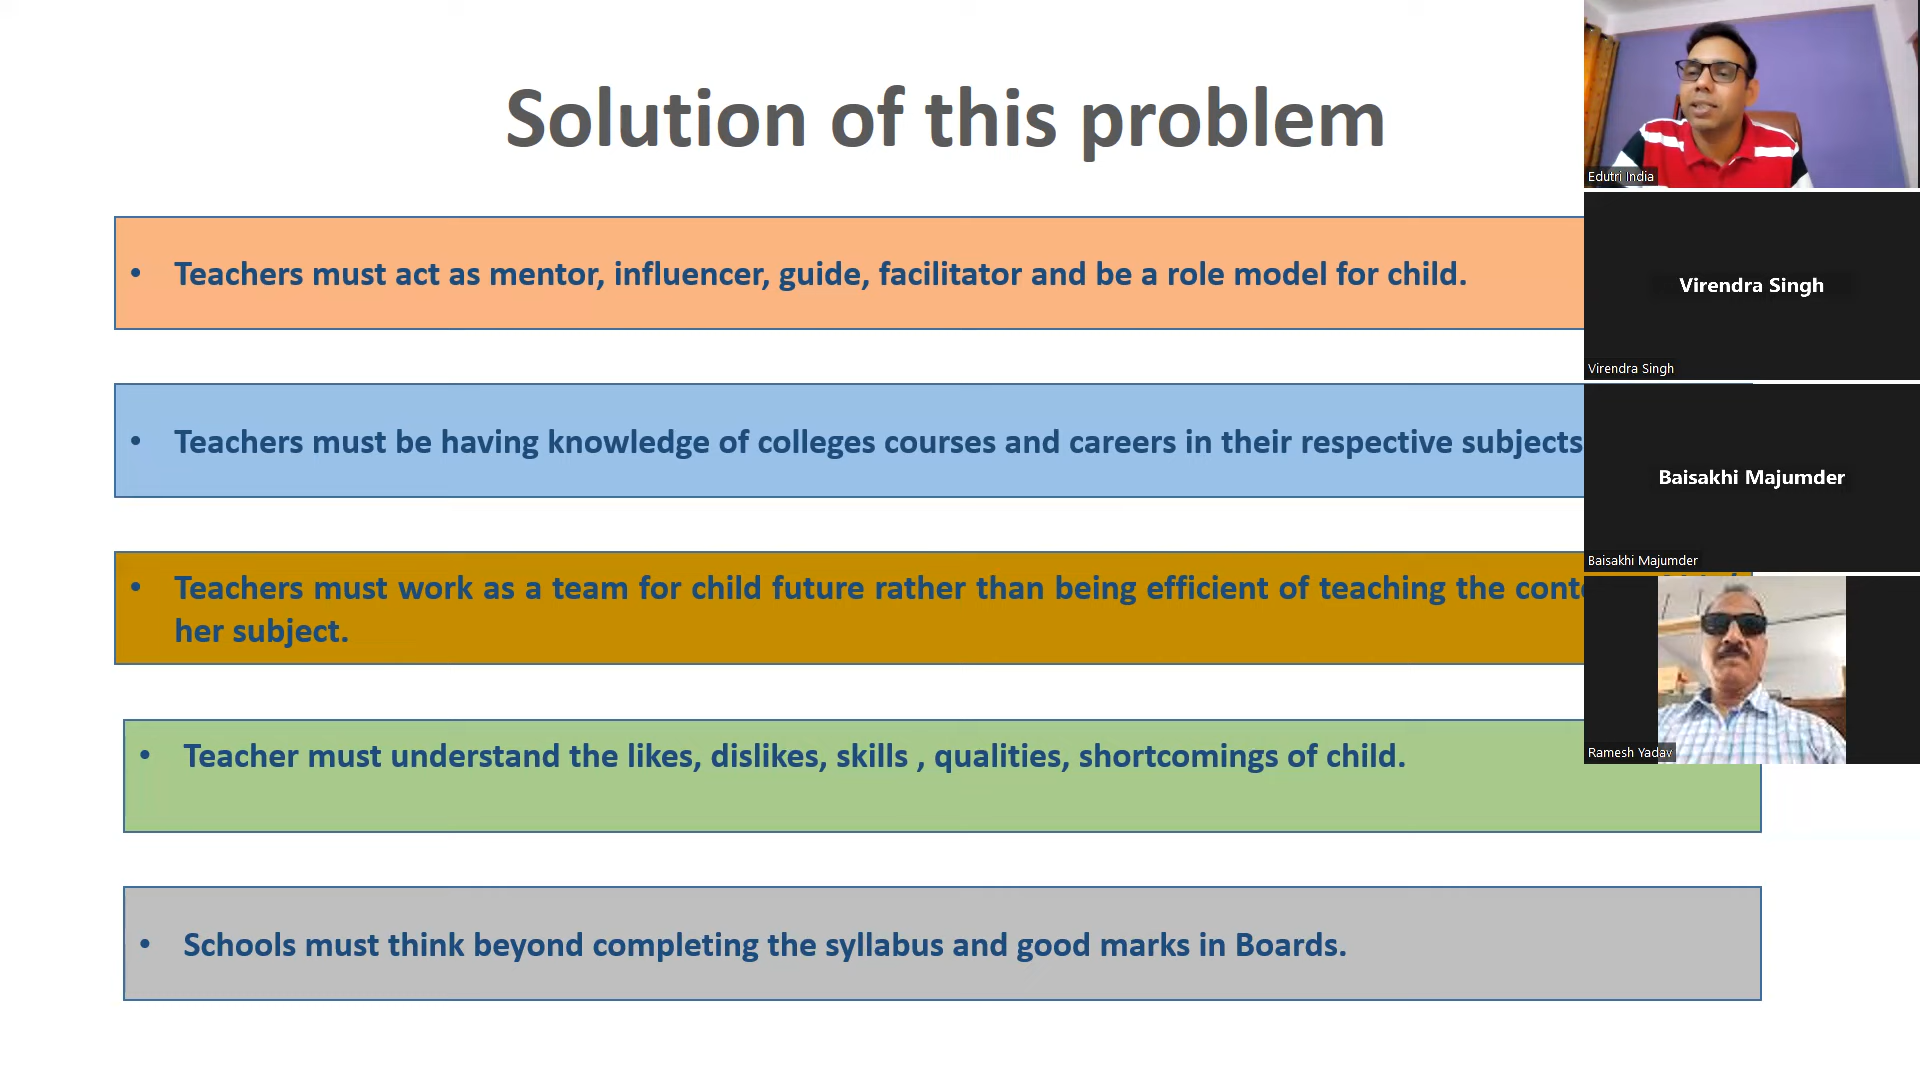 Solution of this problem
• Teachers must act as mentor, influencer, guide, facilitator and be a role model for child.
• Teachers must be having knowledge of colleges courses and careers in their respective subjects
• Teachers must work as a team for child future rather than being efficient of teaching the
her subject.
• Teacher must understand the likes, dislikes, skills , qualities, shortcomings of child.
• Schools must think beyond completing the syllabus and good marks in Boards.
Edutri India
Virendra Singh
Virendra Singh
Baisakhi Majumder
Baisakhi Majumder
Ramesh Yadav